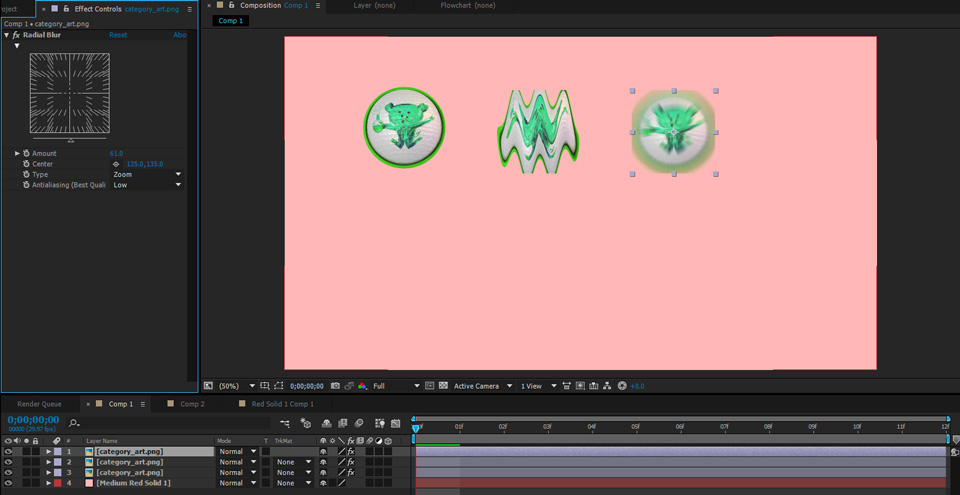 roject × Effect Controls category_art.png
Comp 1 • category_art.png
fx Radial Blur Reset Abo
Amount 61.0
Center 135.0,135.0
Type Zoom
Antialiasing (Best Quali Low
× Composition Comp 1 Layer (none) Flowchart (none)
Comp 1
(50%) 0;00;00;00 Full Active Camera 1 View +0.0
Render Queue × Comp 1 Comp 2 Red Solid 1 Comp 1
0;00;00;00
00000 (29.97 fps)
# Layer Name Mode T TrkMat fx
1 [category_art.png] Normal fx
2 [category_art.png] Normal None fx
3 [category_art.png] Normal None fx
4 [Medium Red Solid 1] Normal None
01f 02f 03f 04f 05f 06f 07f 08f 09f 10f 11f 12f